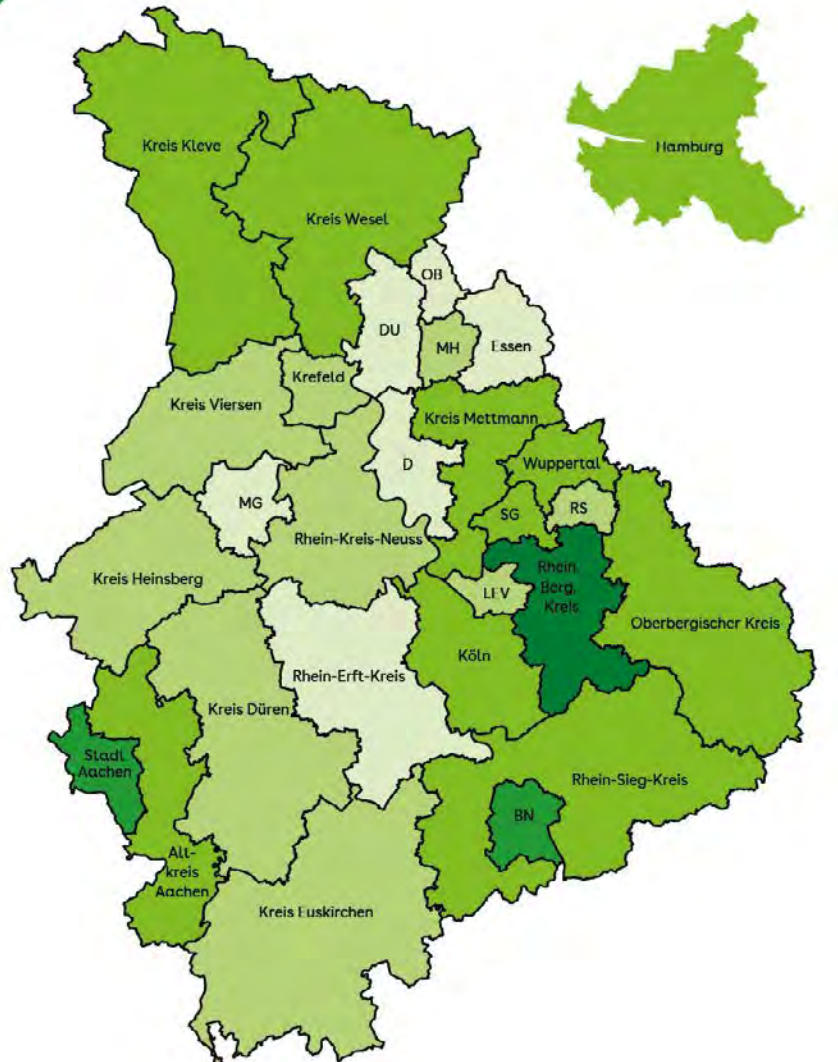 Kreis Kleve
Hamburg
Kreis Wesel
OB
DU
MH
Essen
Krefeld
Kreis Viersen
Kreis Mettmann
D
Wuppertal
MG
SG
RS
Rhein-Kreis-Neuss
Kreis Heinsberg
Rhein.
Berg.
Kreis
LEV
Oberbergischer Kreis
Köln
Rhein-Erft-Kreis
Kreis Düren
Stadt
Aachen
Rhein-Sieg-Kreis
BN
Alt-
kreis
Aachen
Kreis Euskirchen